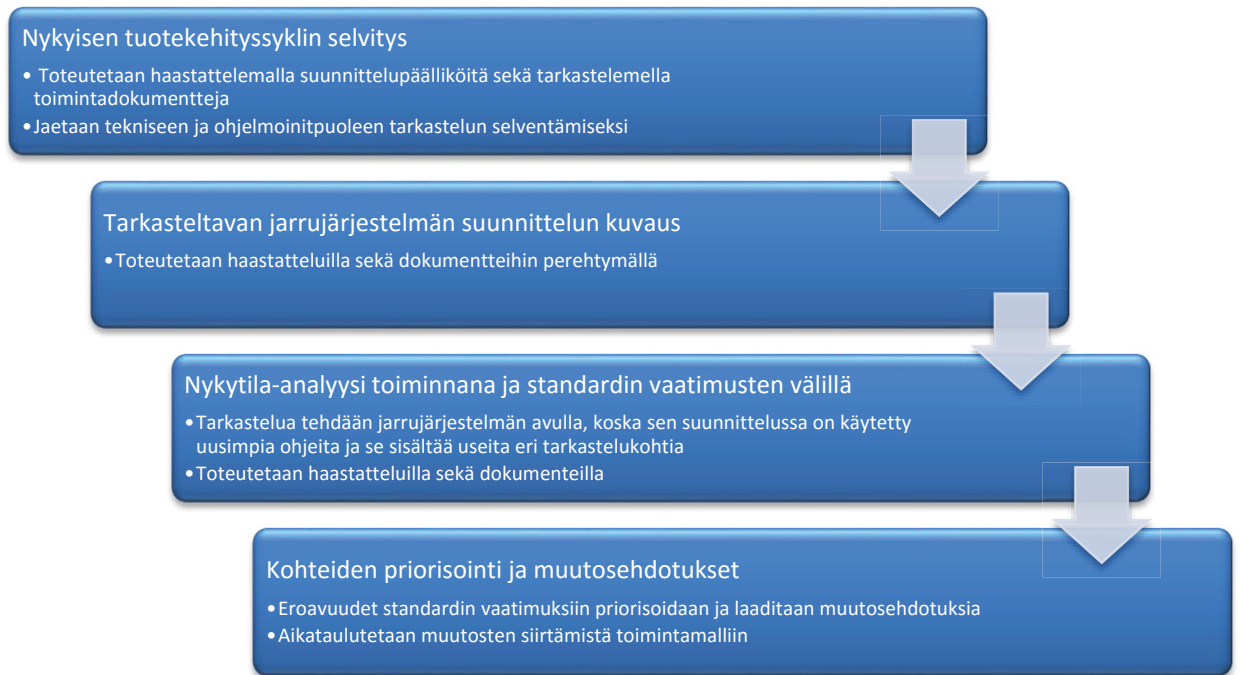 Nykyisen tuotekehityssyklin selvitys
• Toteutetaan haastattelemalla suunnittelupäälliköitä sekä tarkastelemella
toimintadokumentteja
•Jaetaan tekniseen ja ohjelmoinitpuoleen tarkastelun selventämiseksi
Tarkasteltavan jarrujärjestelmän suunnittelun kuvaus
•Toteutetaan haastatteluilla sekä dokumentteihin perehtymällä
Nykytila-analyysi toiminnana ja standardin vaatimusten välillä
•Tarkastelua tehdään jarrujärjestelmän avulla, koska sen suunnittelussa on käytetty
uusimpia ohjeita ja se sisältää useita eri tarkastelukohtia
•Toteutetaan haastatteluilla sekä dokumenteilla
Kohteiden priorisointi ja muutosehdotukset
•Eroavuudet standardin vaatimuksiin priorisoidaan ja laaditaan muutosehdotuksia
•Aikataulutetaan muutosten siirtämistä toimintamalliin